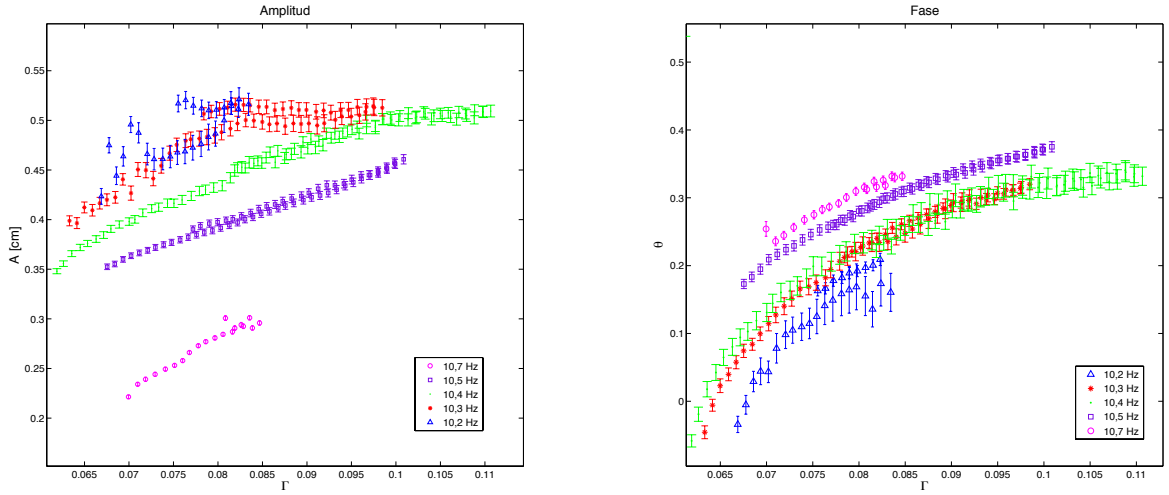 Amplitud
0.55
0.5
0.45
0.4
0.35
0.3
0.25
0.2
A [cm]
0.065 0.07 0.075 0.08 0.085 0.09 0.095 0.1 0.105 0.11
Γ
10,7 Hz
10,5 Hz
10,4 Hz
10,3 Hz
10,2 Hz
Fase
0.5
0.4
0.3
0.2
0.1
0
θ
0.065 0.07 0.075 0.08 0.085 0.09 0.095 0.1 0.105 0.11
Γ
10,2 Hz
10,3 Hz
10,4 Hz
10,5 Hz
10,7 Hz